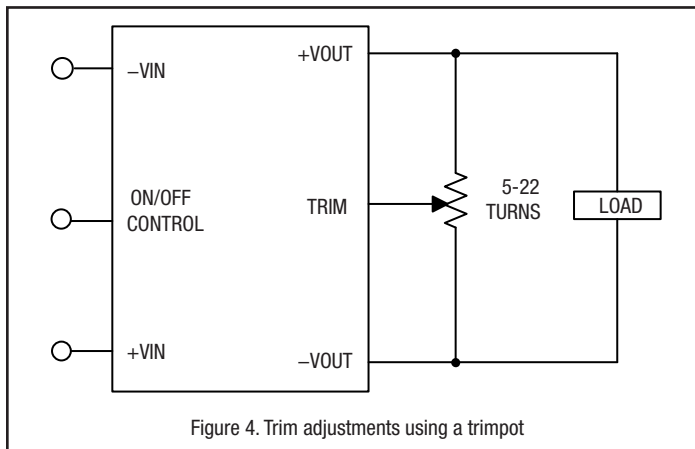 –VIN
+VOUT
ON/OFF
CONTROL
TRIM
5-22
TURNS
LOAD
+VIN
–VOUT
Figure 4. Trim adjustments using a trimpot